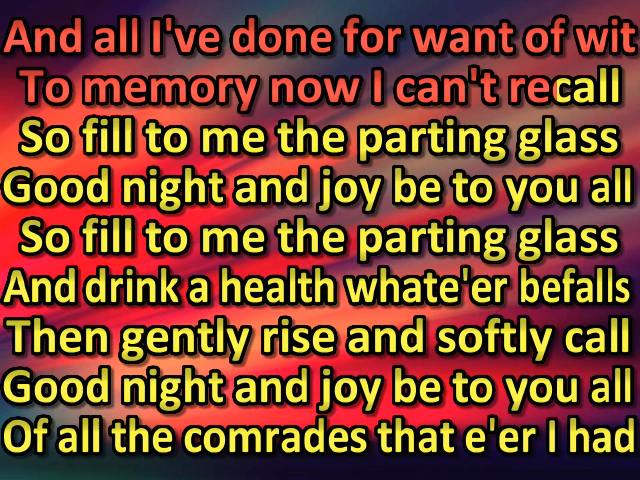 And all I've done for want of wit
To memory now I can't recall
So fill to me the parting glass
Good night and joy be to you all
So fill to me the parting glass
And drink a health whate'er befalls
Then gently rise and softly call
Good night and joy be to you all
Of all the comrades that e'er I had